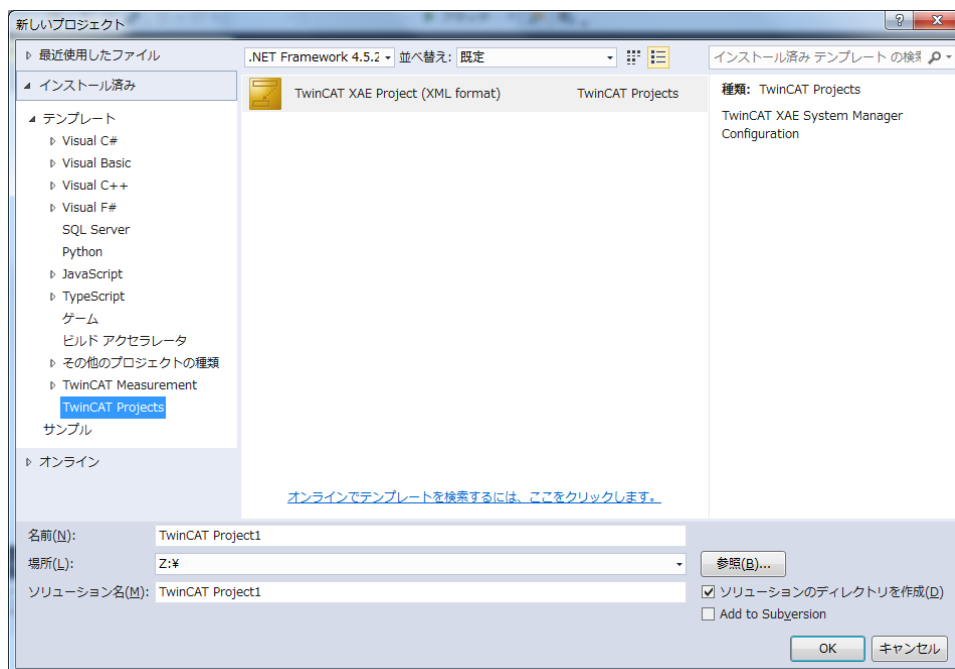 新しいプロジェクト
最近使用したファイル
.NET Framework 4.5.2
並べ替え: 既定
インストール済み テンプレート の検索
インストール済み
テンプレート
Visual C#
Visual Basic
Visual C++
Visual F#
SQL Server
Python
JavaScript
TypeScript
ゲーム
ビルド アクセラレータ
その他のプロジェクトの種類
TwinCAT Measurement
TwinCAT Projects
サンプル
オンライン
TwinCAT XAE Project (XML format)
TwinCAT Projects
種類: TwinCAT Projects
TwinCAT XAE System Manager
Configuration
オンラインでテンプレートを検索するには、ここをクリックします。
名前(N): TwinCAT Project1
場所(L): Z:¥
参照(B)...
ソリューション名(M): TwinCAT Project1
ソリューションのディレクトリを作成(D)
Add to Subversion
OK
キャンセル